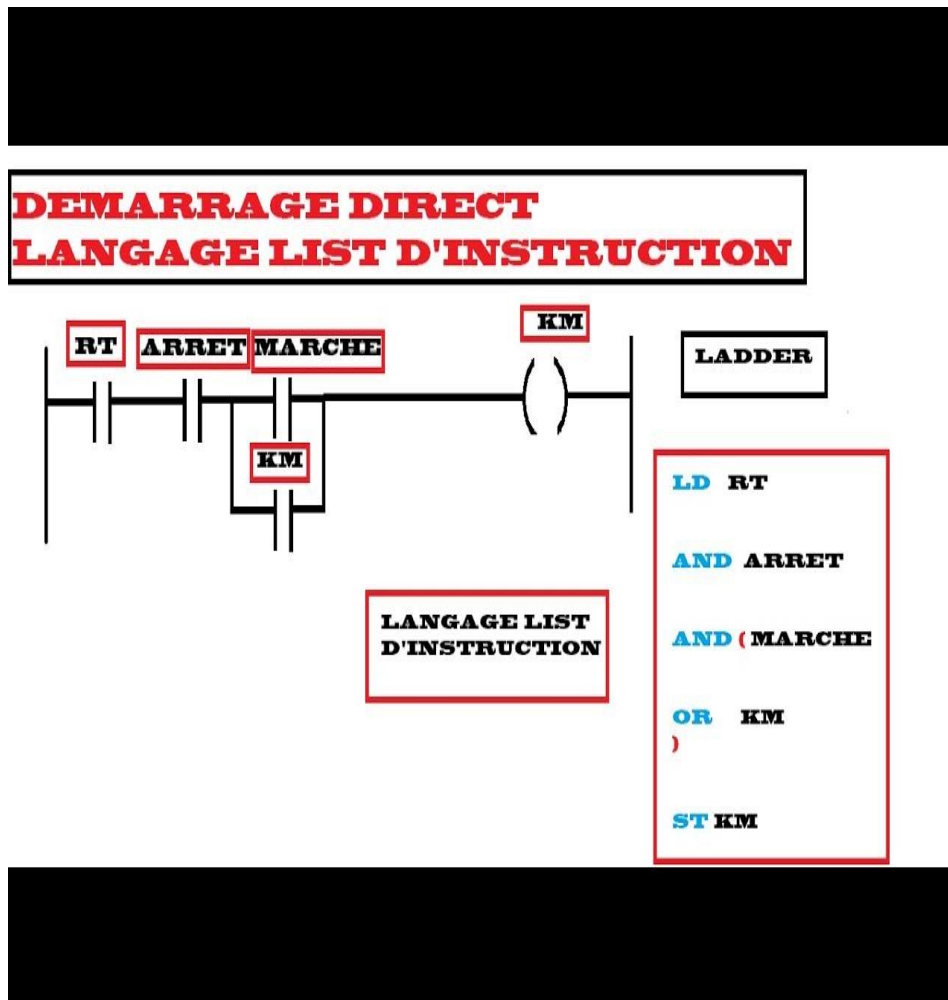 DEMARRAGE DIRECT
LANGAGE LIST D'INSTRUCTION
RT ARRET MARCHE KM
KM
LADDER
LANGAGE LIST
D'INSTRUCTION
LD RT
AND ARRET
AND ( MARCHE
OR KM
)
ST KM